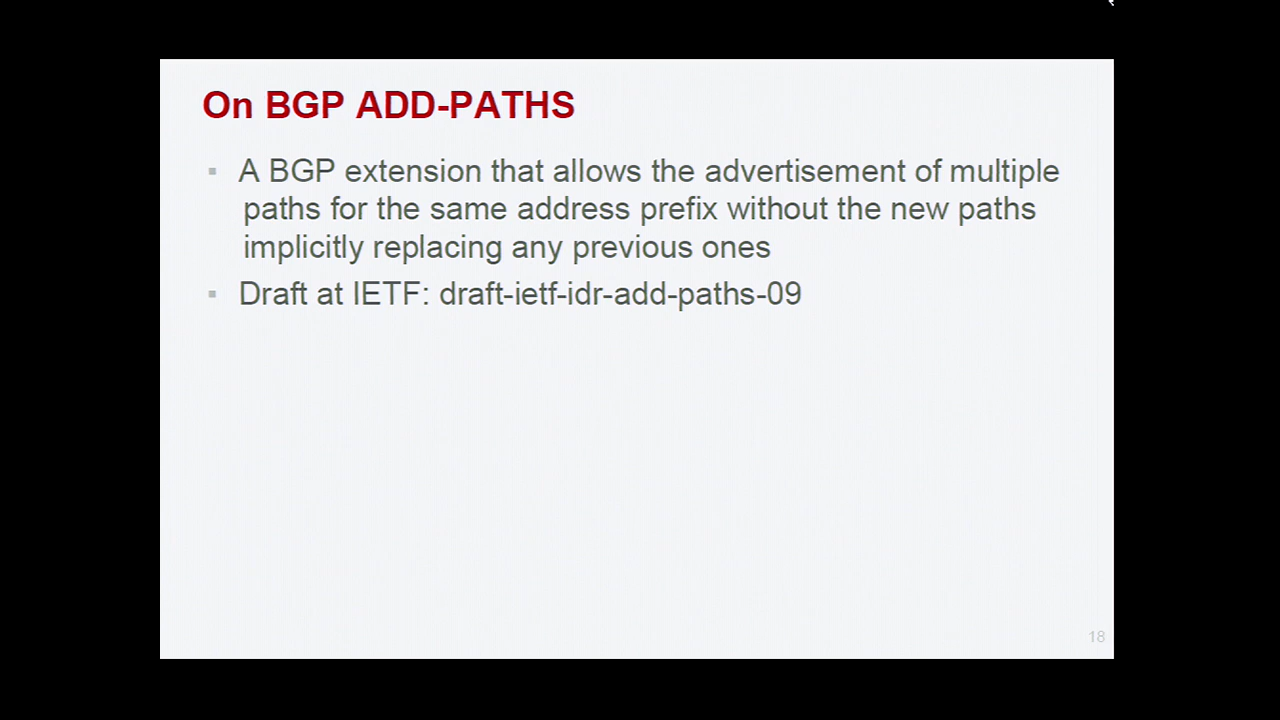 On BGP ADD-PATHS
▪ A BGP extension that allows the advertisement of multiple
paths for the same address prefix without the new paths
implicitly replacing any previous ones
▪ Draft at IETF: draft-ietf-idr-add-paths-09
18